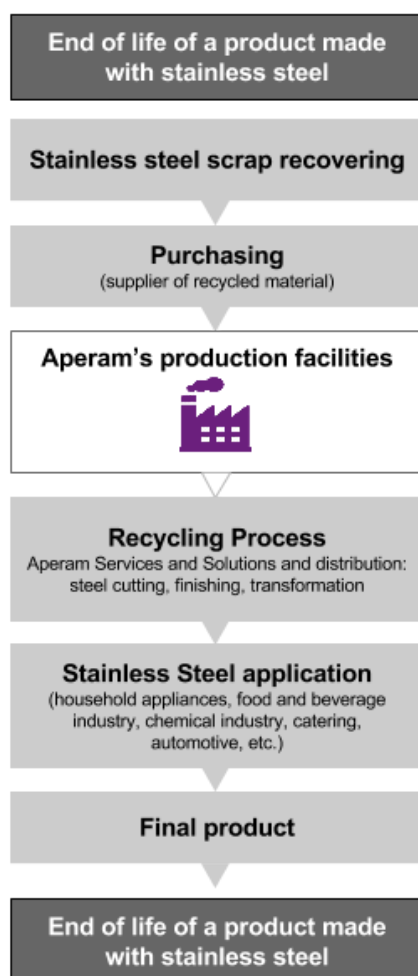 End of life of a product made
with stainless steel
Stainless steel scrap recovering
Purchasing
(supplier of recycled material)
Aperam’s production facilities
Recycling Process
Aperam Services and Solutions and distribution:
steel cutting, finishing, transformation
Stainless Steel application
(household appliances, food and beverage
industry, chemical industry, catering,
automotive, etc.)
Final product
End of life of a product made
with stainless steel